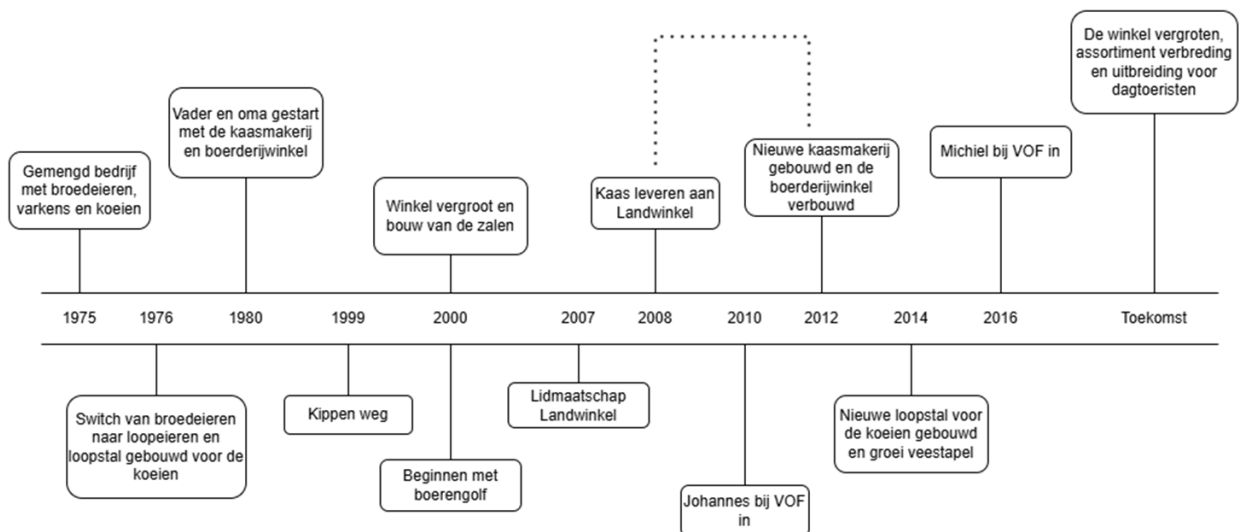 De winkel vergroten,
assortiment verbreding
en uitbreiding voor
dagtoeristen
Vader en oma gestart
met de kaasmakerij
en boerderijwinkel
Michiel bij VOF in
Nieuwe kaasmakerij
gebouwd en de
boerderijwinkel
verbouwd
Gemengd bedrijf
met broedeieren,
varkens en koeien
Kaas leveren aan
Landwinkel
Winkel vergroot en
bouw van de zalen
1975 1976 1980 1999 2000 2007 2008 2010 2012 2014 2016 Toekomst
Switch van broedeieren
naar loopeieren en
loopstal gebouwd voor de
koeien
Kippen weg
Lidmaatschap
Landwinkel
Nieuwe loopstal voor
de koeien gebouwd
en groei veestapel
Beginnen met
boerengolf
Johannes bij VOF
in